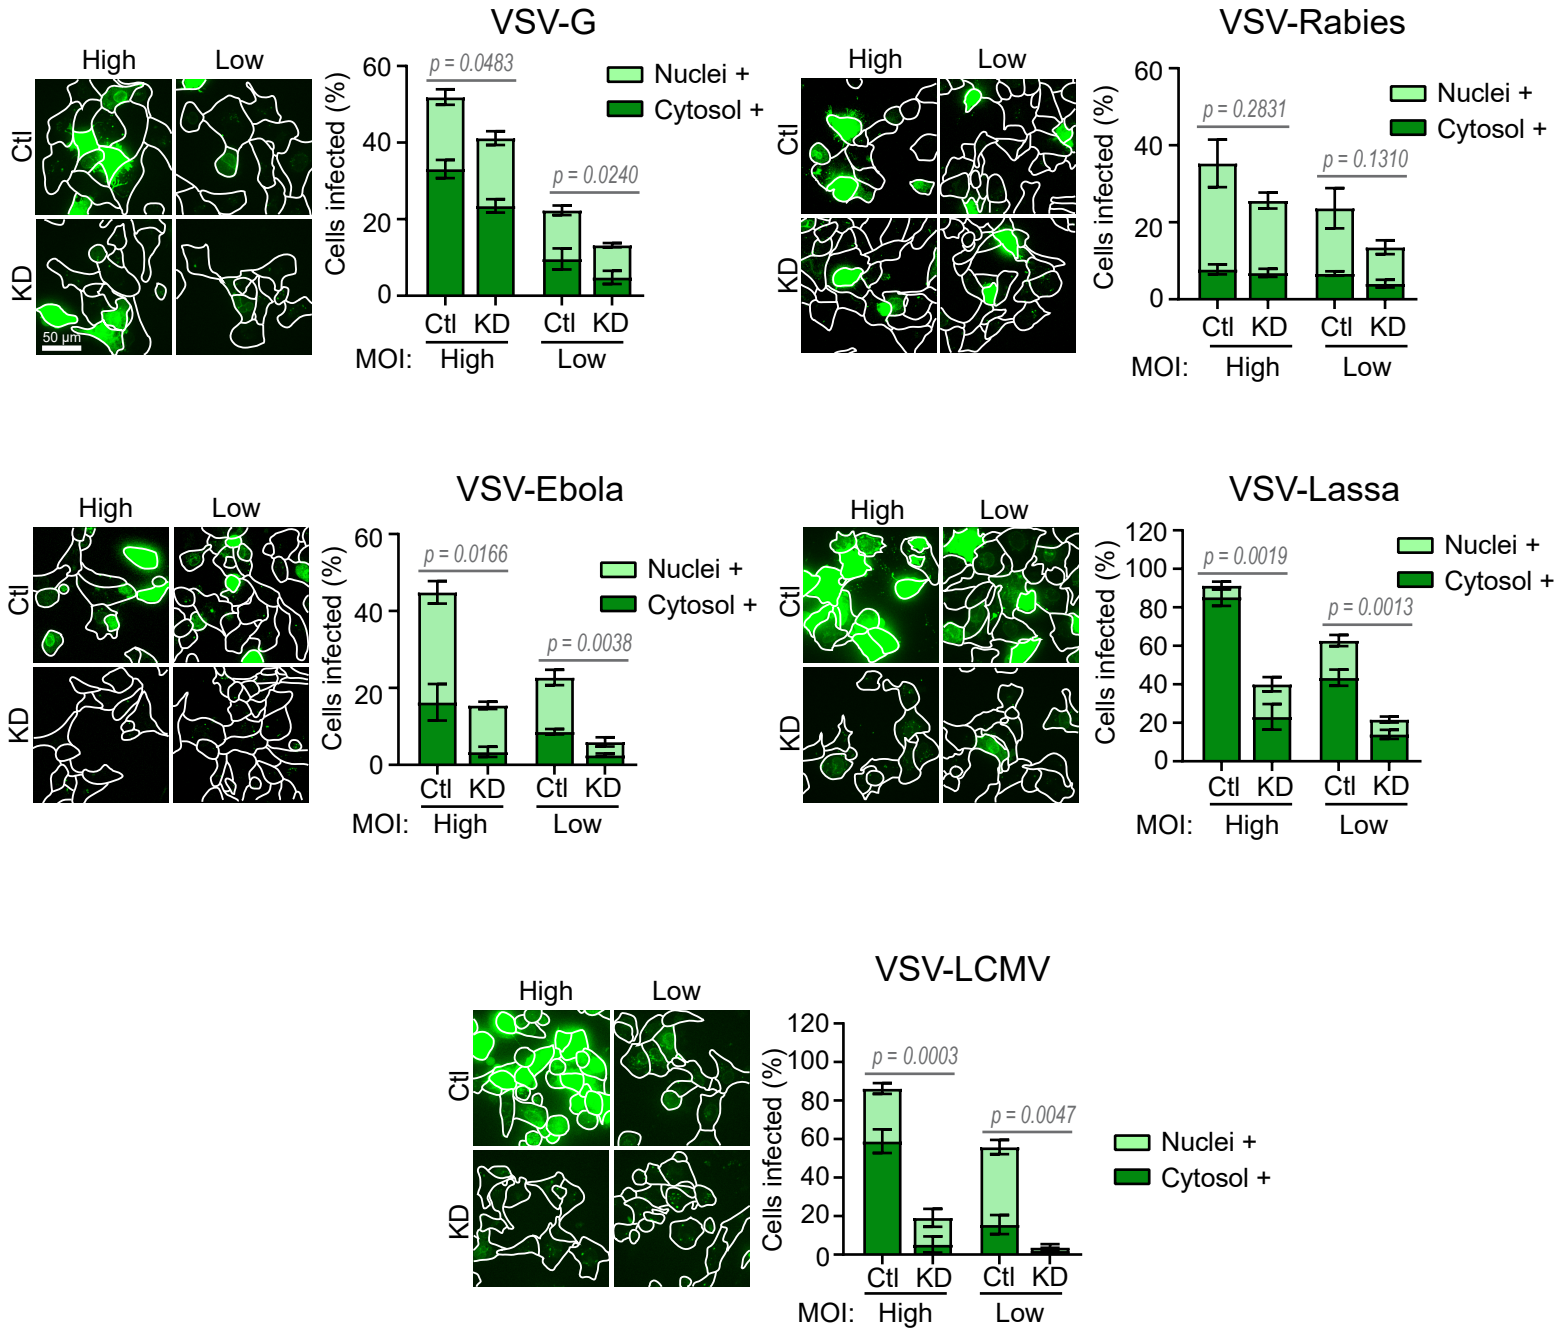 VSV-G
High Low
Ctl
KD
50 µm
Cells infected (%)
60
40
20
0
p = 0.0483
p = 0.0240
Nuclei +
Cytosol +
Ctl KD Ctl KD
MOI: High Low
VSV-Rabies
High Low
Ctl
KD
Cells infected (%)
60
40
20
0
p = 0.2831
p = 0.1310
Nuclei +
Cytosol +
Ctl KD Ctl KD
MOI: High Low
VSV-Ebola
High Low
Ctl
KD
Cells infected (%)
60
40
20
0
p = 0.0166
p = 0.0038
Nuclei +
Cytosol +
Ctl KD Ctl KD
MOI: High Low
VSV-Lassa
High Low
Ctl
KD
Cells infected (%)
120
100
80
60
40
20
0
p = 0.0019
p = 0.0013
Nuclei +
Cytosol +
Ctl KD Ctl KD
MOI: High Low
VSV-LCMV
High Low
Ctl
KD
Cells infected (%)
120
100
80
60
40
20
0
p = 0.0003
p = 0.0047
Nuclei +
Cytosol +
Ctl KD Ctl KD
MOI: High Low